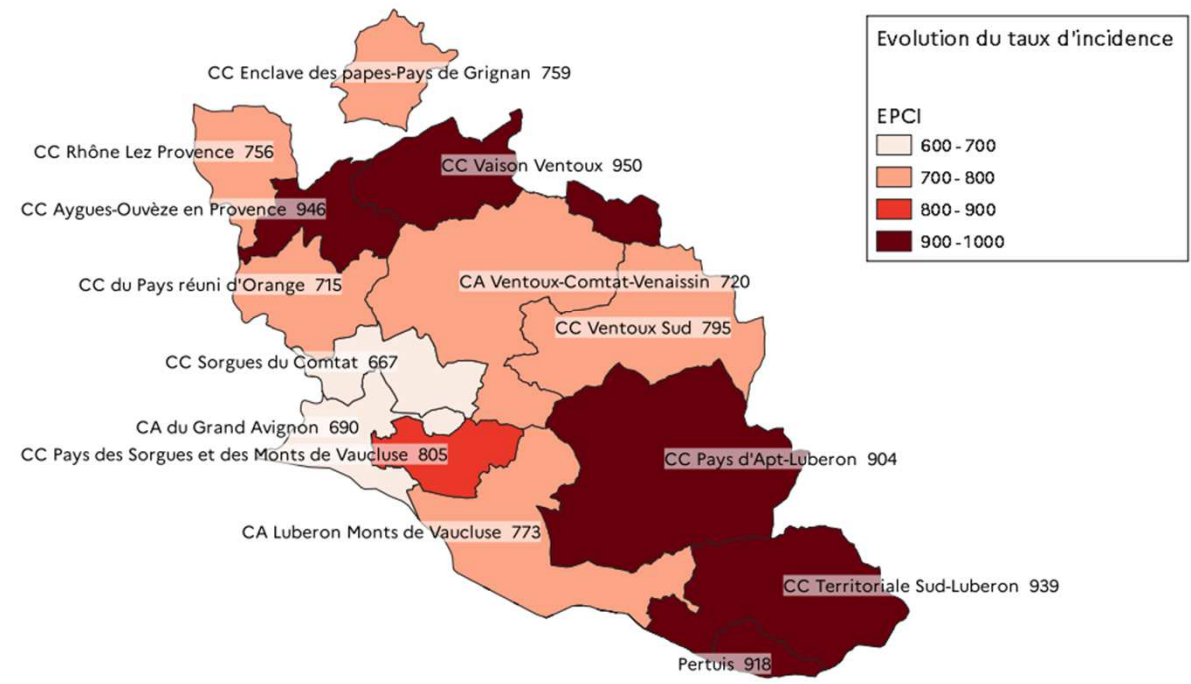 Evolution du taux d'incidence
EPCI
600-700
700-800
800-900
900-1000
CC Enclave des papes-Pays de Grignan 759
CC Rhône Lez Provence 756
CC Vaison Ventoux 950
CC Aygues-Ouvèze en Provence 946
CC du Pays réuni d'Orange 715
CA Ventoux-Comtat-Venaissin 720
CC Ventoux Sud 795
CC Sorgues du Comtat 667
CA du Grand Avignon 690
CC Pays des Sorgues et des Monts de Vaucluse 805
CC Pays d'Apt-Luberon 904
CA Luberon Monts de Vaucluse 773
CC Territoriale Sud-Luberon 939
Pertuis 918